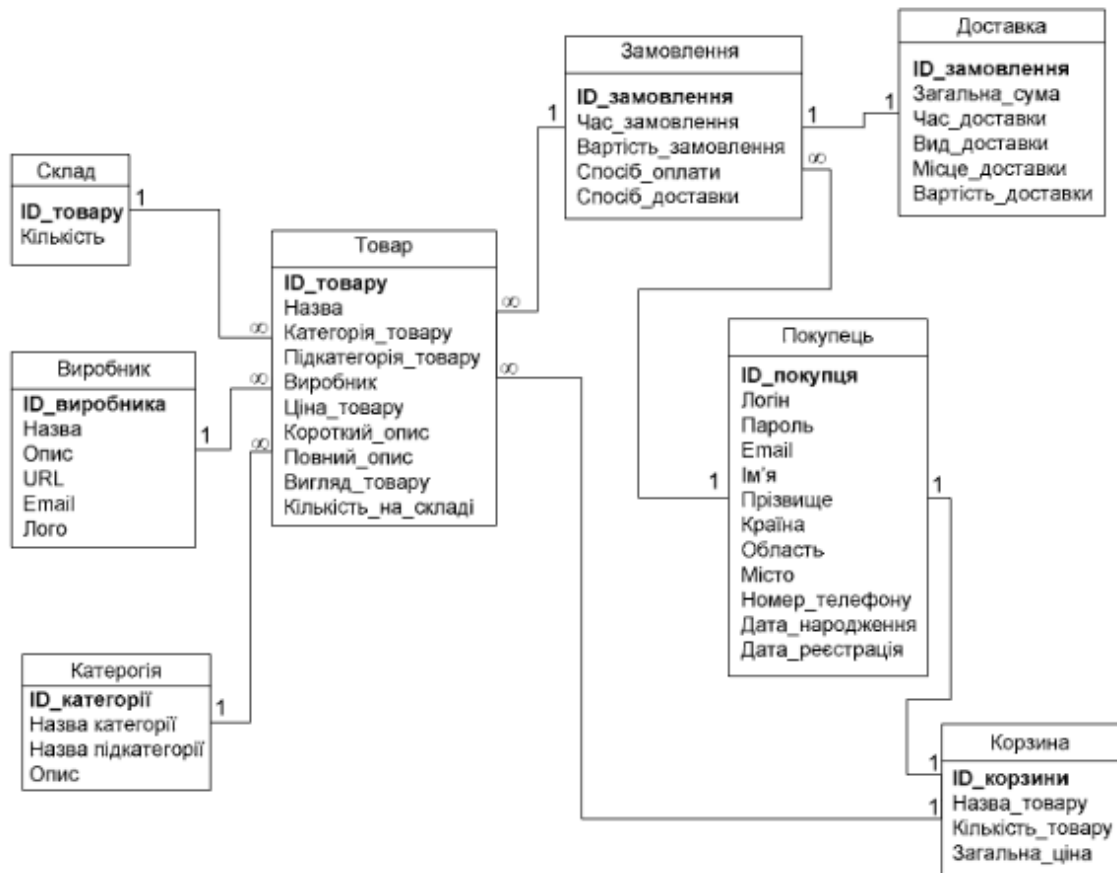 Склад
ID_товару
Кількість
Виробник
ID_виробника
Назва
Опис
URL
Email
Лого
Катерогія
ID_категорії
Назва категорії
Назва підкатегорії
Опис
Товар
ID_товару
Назва
Категорія_товару
Підкатегорія_товару
Виробник
Ціна_товару
Короткий_опис
Повний_опис
Вигляд_товару
Кількість_на_складі
Замовлення
ID_замовлення
Час_замовлення
Вартість_замовлення
Спосіб_оплати
Спосіб_доставки
Доставка
ID_замовлення
Загальна_сума
Час_доставки
Вид_доставки
Місце_доставки
Вартість_доставки
Покупець
ID_покупця
Логін
Пароль
Email
Ім'я
Прізвище
Країна
Область
Місто
Номер_телефону
Дата_народження
Дата_реєстрація
Корзина
ID_корзини
Назва_товару
Кількість_товару
Загальна_ціна
1
∞
1
∞
1
∞
1
∞
1
1
∞
1
1
1
∞
1